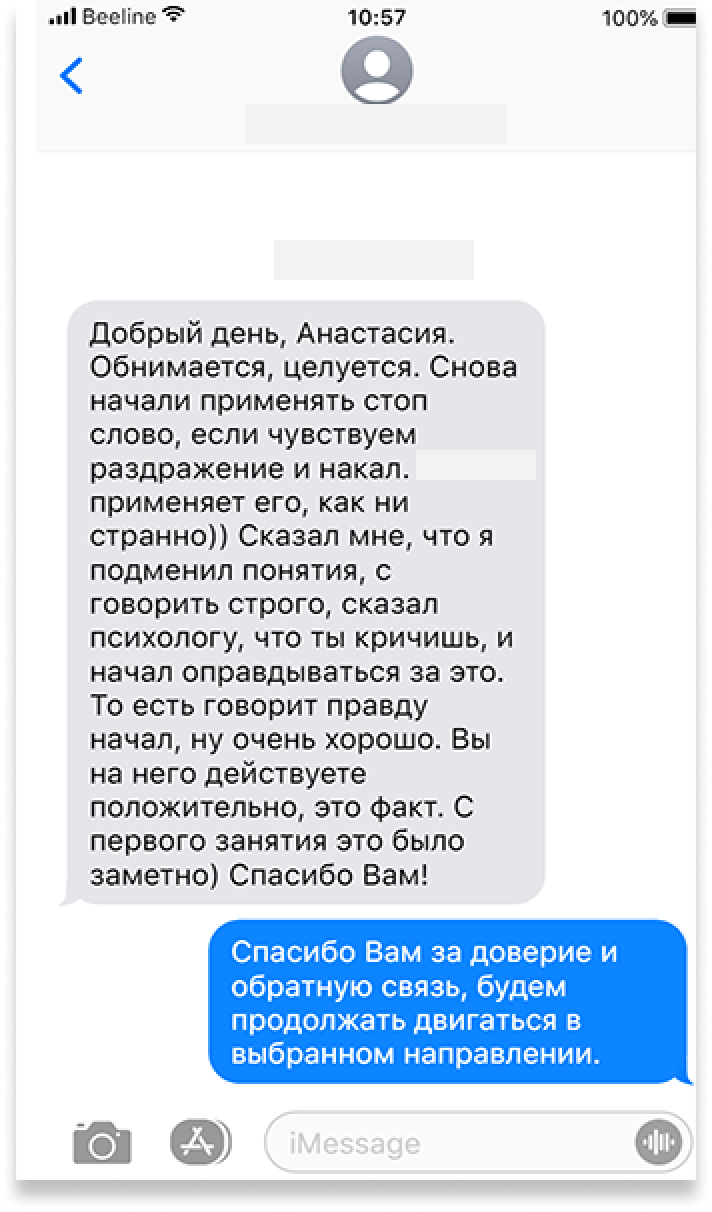 Beeline 10:57 100%
Добрый день, Анастасия.
Обнимается, целуется. Снова
начали применять стоп
слово, если чувствуем
раздражение и накал.
применяет его, как ни
странно)) Сказал мне, что я
подменил понятия, с
говорить строго, сказал
психологу, что ты кричишь, и
начал оправдываться за это.
То есть говорит правду
начал, ну очень хорошо. Вы
на него действуете
положительно, это факт. С
первого занятия это было
заметно) Спасибо Вам!
Спасибо Вам за доверие и
обратную связь, будем
продолжать двигаться в
выбранном направлении.
iMessage